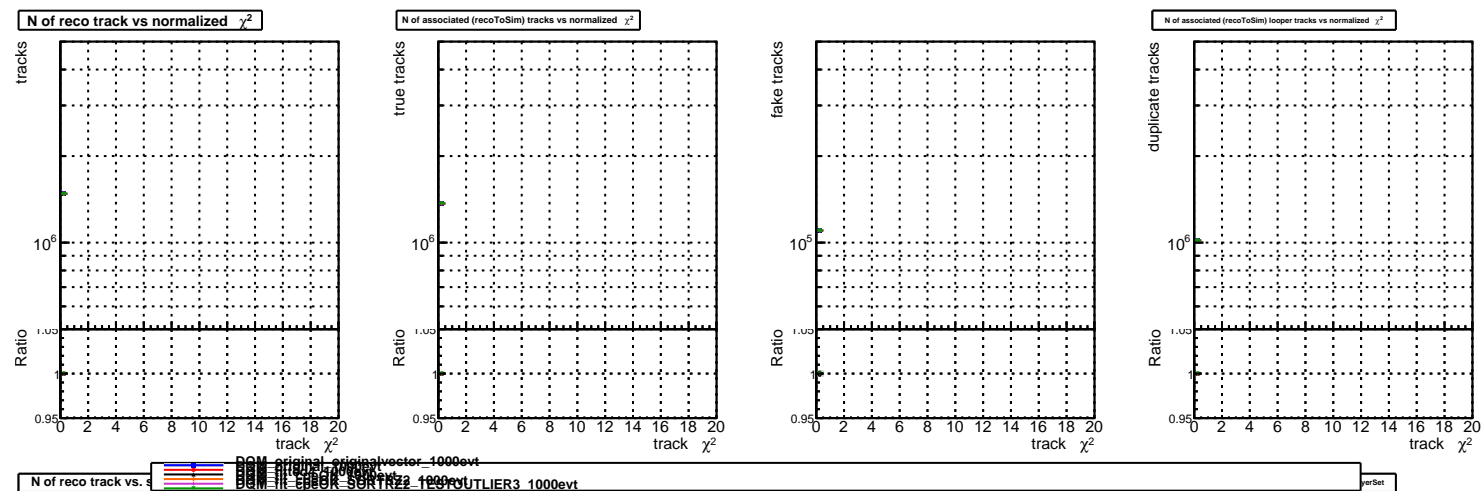 N of reco track vs normalized χ²
N of associated (recoToSim) tracks vs normalized χ²
N of associated (recoToSim) looper tracks vs normalized χ²
tracks
true tracks
fake tracks
duplicate tracks
10⁶
10⁶
10⁵
10⁶
Ratio
Ratio
Ratio
Ratio
1.05
1.05
1.05
1.05
1
1
1
1
0.95
0.95
0.95
0.95
0 2 4 6 8 10 12 14 16 18 20
0 2 4 6 8 10 12 14 16 18 20
0 2 4 6 8 10 12 14 16 18 20
0 2 4 6 8 10 12 14 16 18 20
track χ²
track χ²
track χ²
track χ²
DQM_original_originalvector_1000evt
DQM_original_1000evt
DQM_fit_cpeOR_SORTRZ2_TESTOUTLIER3_1000evt
N of reco track vs. s
yerSet